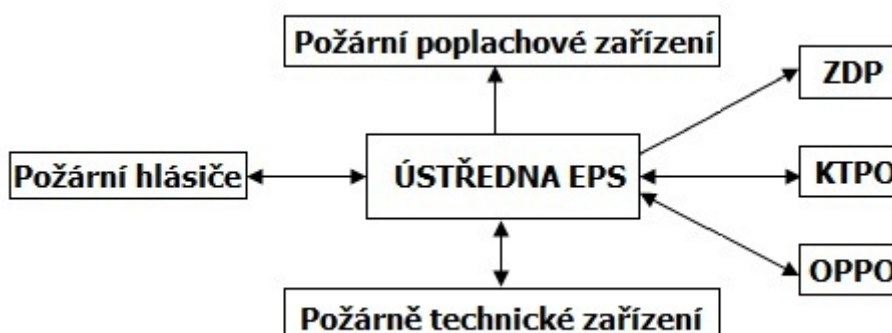 Požární poplachové zařízení
ZDP
Požární hlásiče
ÚSTŘEDNA EPS
KTPO
OPPO
Požárně technické zařízení